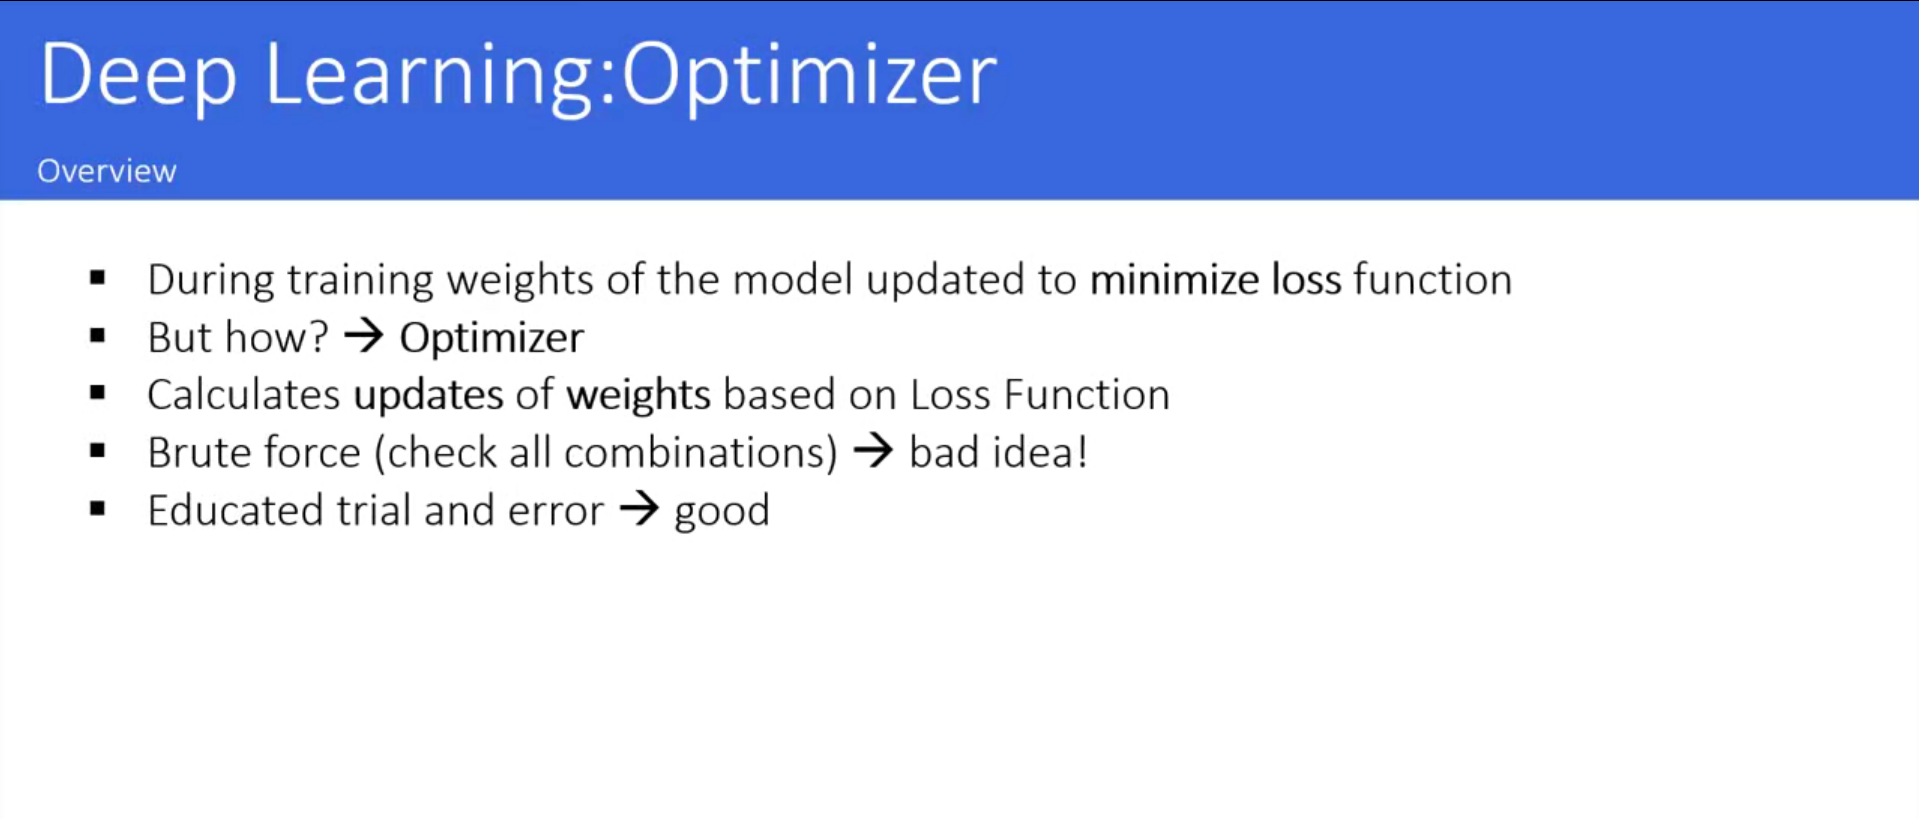 Deep Learning:Optimizer
Overview
▪ During training weights of the model updated to minimize loss function
▪ But how? → Optimizer
▪ Calculates updates of weights based on Loss Function
▪ Brute force (check all combinations) → bad idea!
▪ Educated trial and error → good